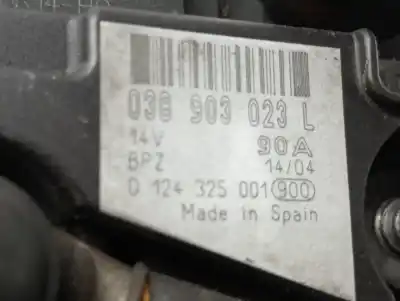 038 903 023 L
14V 90A
BPZ 14/04
0 124 325 001 900
Made in Spain